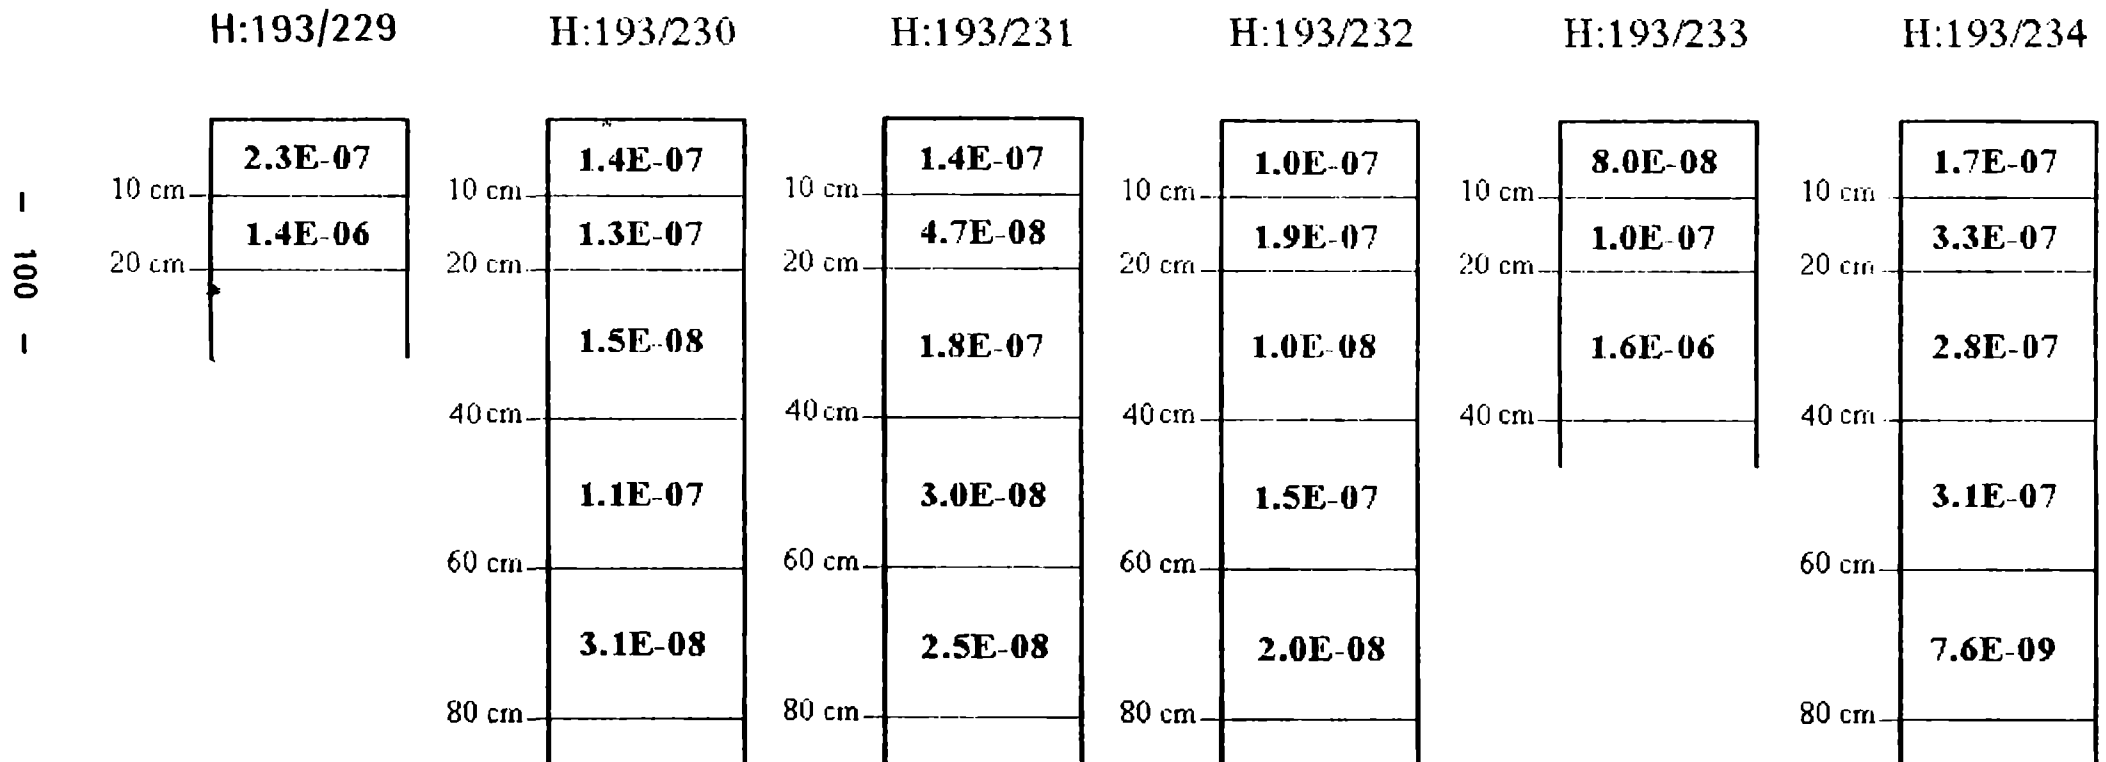 H:193/229 H:193/230 H:193/231 H:193/232 H:193/233 H:193/234
2.3E-07 1.4E-07 1.4E-07 1.0E-07 8.0E-08 1.7E-07
10 cm 10 cm 10 cm 10 cm 10 cm 10 cm
1.4E-06 1.3E-07 4.7E-08 1.9E-07 1.0E-07 3.3E-07
20 cm 20 cm 20 cm 20 cm 20 cm 20 cm
1.5E-08 1.8E-07 1.0E-08 1.6E-06 2.8E-07
40 cm 40 cm 40 cm 40 cm 40 cm
1.1E-07 3.0E-08 1.5E-07 3.1E-07
60 cm 60 cm 60 cm 60 cm
3.1E-08 2.5E-08 2.0E-08 7.6E-09
80 cm 80 cm 80 cm 80 cm
- 100 -